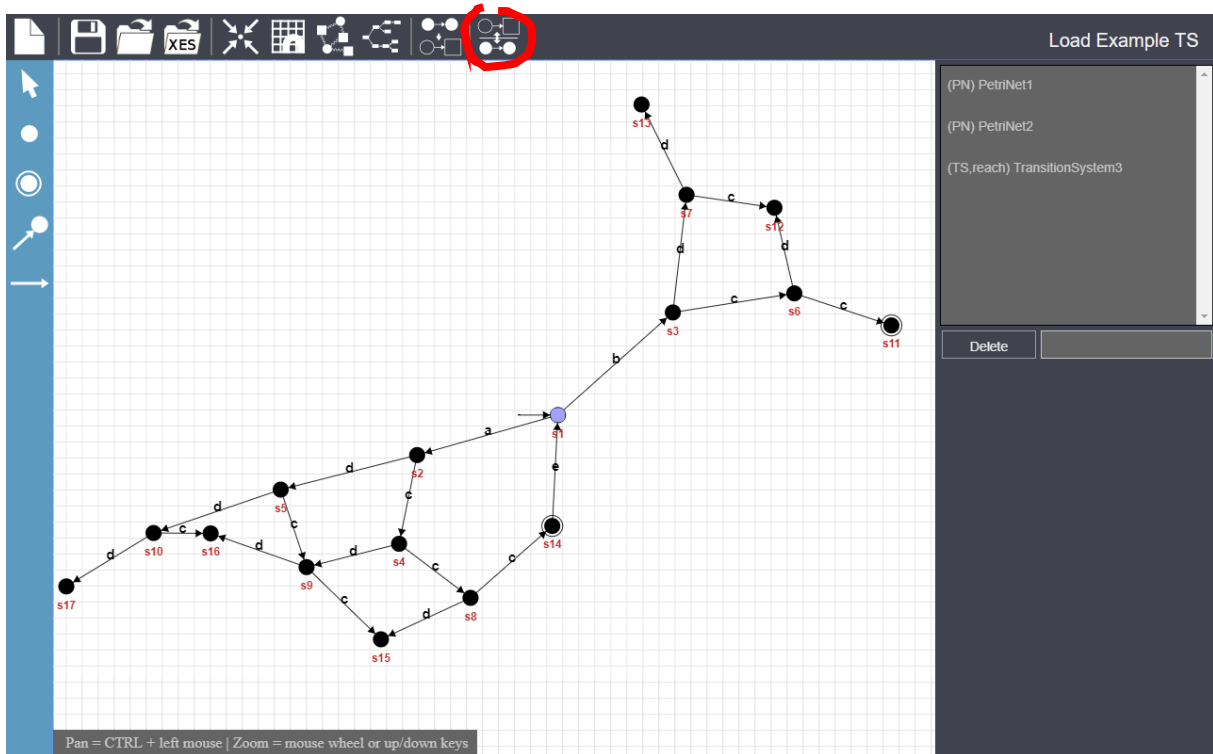 XES
Load Example TS
(PN) PetriNet1
(PN) PetriNet2
(TS,reach) TransitionSystem3
Delete
s13
d
s7
c
s12
d
d
s3
c
s6
c
s11
b
s1
a
s2
d
s5
c
e
d
c
s10
c
s16
d
d
s4
s14
d
s9
c
c
s17
c
d
s8
s15
Pan = CTRL + left mouse | Zoom = mouse wheel or up/down keys